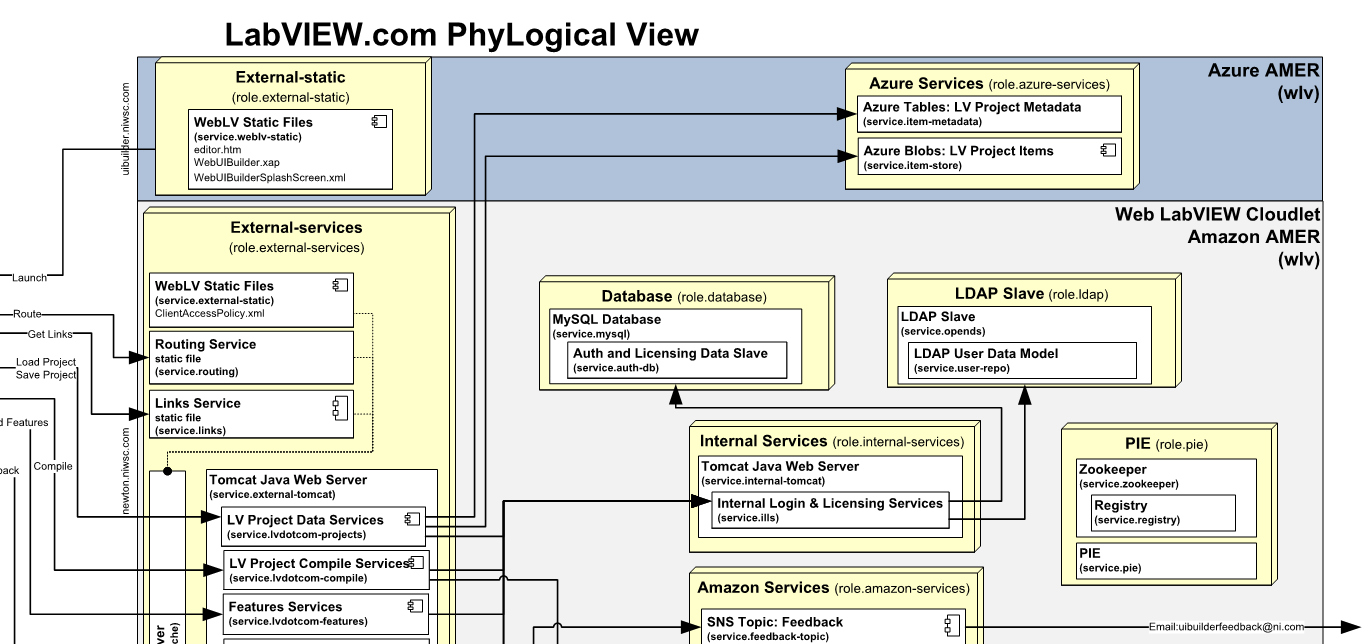 LabVIEW.com PhyLogical View
Azure AMER
(wlv)
External-static
(role.external-static)
WebLV Static Files
(service.weblv-static)
editor.htm
WebUIBuilder.xap
WebUIBuilderSplashScreen.xml
uibuilder.niwsc.com
Azure Services (role.azure-services)
Azure Tables: LV Project Metadata
(service.item-metadata)
Azure Blobs: LV Project Items
(service.item-store)
Web LabVIEW Cloudlet
Amazon AMER
(wlv)
External-services
(role.external-services)
WebLV Static Files
(service.external-static)
ClientAccessPolicy.xml
Routing Service
static file
(service.routing)
Links Service
static file
(service.links)
Launch
Route
Get Links
Load Project
Save Project
d Features
Compile
back
newton.niwsc.com
Tomcat Java Web Server
(service.external-tomcat)
LV Project Data Services
(service.lvdotcom-projects)
LV Project Compile Services
(service.lvdotcom-compile)
Features Services
(service.lvdotcom-features)
ver
che)
Database (role.database)
MySQL Database
(service.mysql)
Auth and Licensing Data Slave
(service.auth-db)
LDAP Slave (role.ldap)
LDAP Slave
(service.opends)
LDAP User Data Model
(service.user-repo)
Internal Services (role.internal-services)
Tomcat Java Web Server
(service.internal-tomcat)
Internal Login & Licensing Services
(service.ills)
PIE (role.pie)
Zookeeper
(service.zookeeper)
Registry
(service.registry)
PIE
(service.pie)
Amazon Services (role.amazon-services)
SNS Topic: Feedback
(service.feedback-topic)
Email:uibuilderfeedback@ni.com